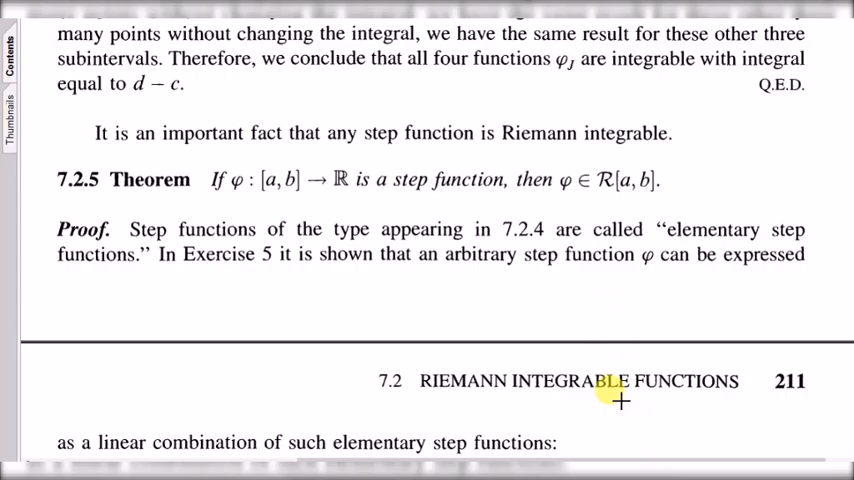 Contents
Thumbnails
many points without changing the integral, we have the same result for these other three
subintervals. Therefore, we conclude that all four functions φ_J are integrable with integral
equal to d − c. Q.E.D.
It is an important fact that any step function is Riemann integrable.
7.2.5 Theorem If φ : [a, b] → ℝ is a step function, then φ ∈ R[a, b].
Proof. Step functions of the type appearing in 7.2.4 are called “elementary step
functions.” In Exercise 5 it is shown that an arbitrary step function φ can be expressed
7.2 RIEMANN INTEGRABLE FUNCTIONS 211
as a linear combination of such elementary step functions: